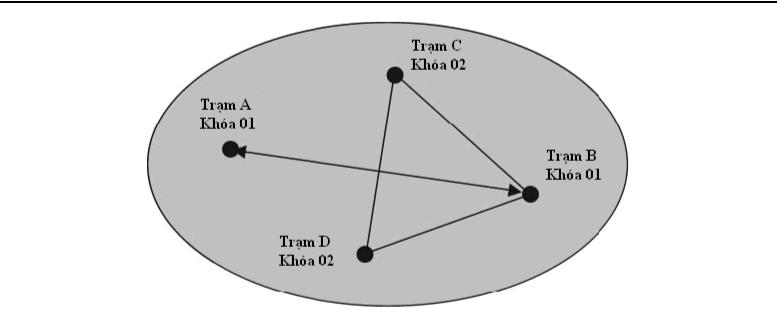 Trạm C
Khóa 02
Trạm A
Khóa 01
Trạm B
Khóa 01
Trạm D
Khóa 02